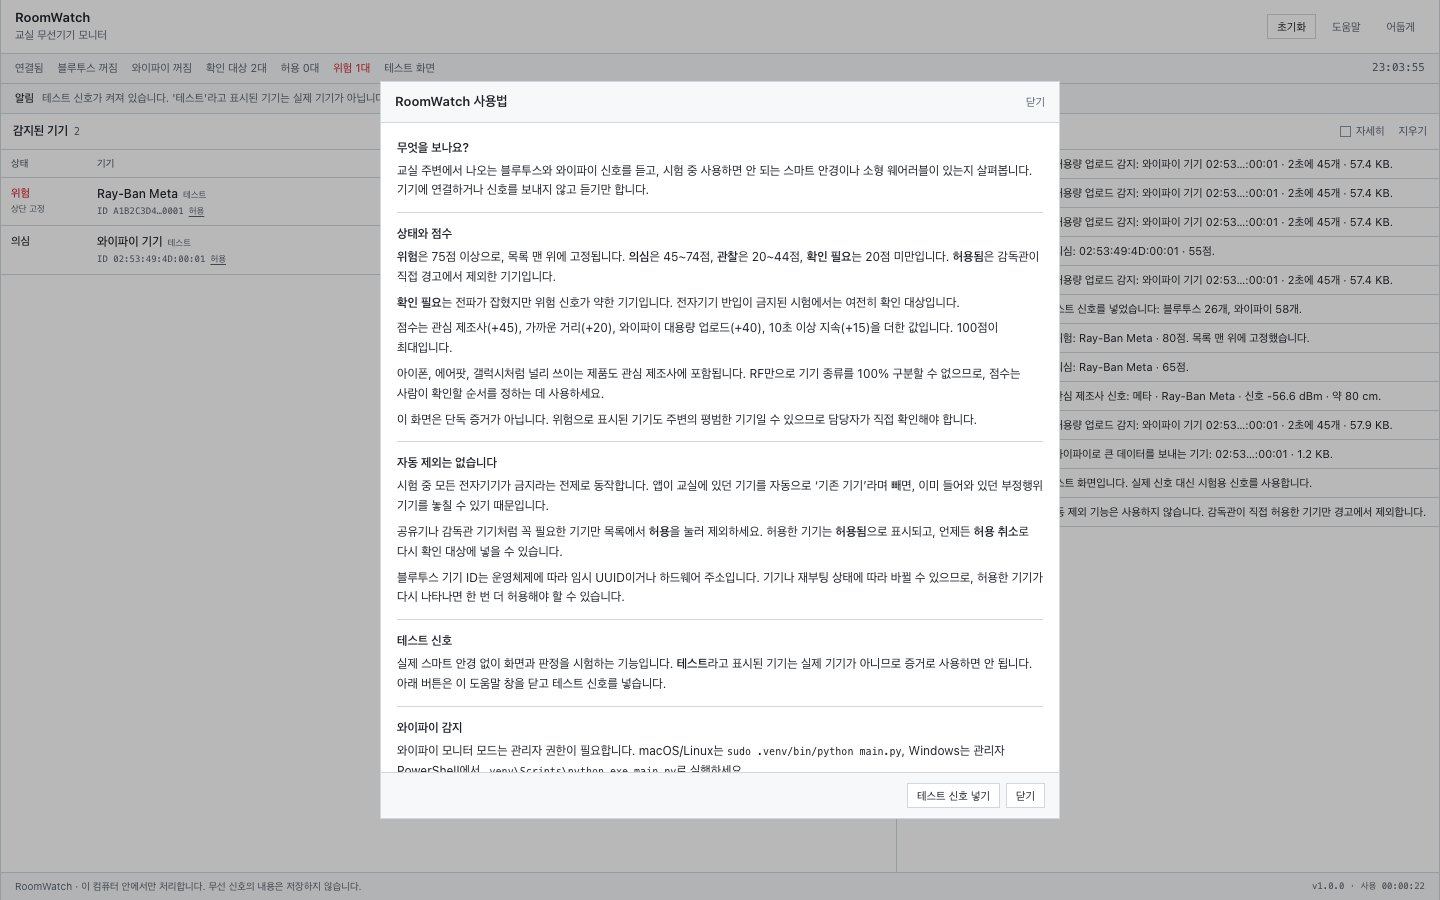 RoomWatch
교실 무선기기 모니터
초기화 도움말 어둡게
연결됨 블루투스 꺼짐 와이파이 꺼짐 확인 대상 2대 허용 0대 위험 1대 테스트 화면 23:03:55
알림 테스트 신호가 켜져 있습니다. '테스트'라고 표시된 기기는 실제 기기가 아닙니다
감지된 기기 2
자세히 지우기
상태 기기
위험 Ray-Ban Meta 테스트
상단 고정 ID A1B2C3D4…0001 허용
의심 와이파이 기기 테스트
ID 02:53:49:4D:00:01 허용
RoomWatch 사용법 닫기
무엇을 보나요?
교실 주변에서 나오는 블루투스와 와이파이 신호를 듣고, 시험 중 사용하면 안 되는 스마트 안경이나 소형 웨어러블이 있는지 살펴봅니다.
기기에 연결하거나 신호를 보내지 않고 듣기만 합니다.
상태와 점수
위험은 75점 이상으로, 목록 맨 위에 고정됩니다. 의심은 45~74점, 관찰은 20~44점, 확인 필요는 20점 미만입니다. 허용됨은 감독관이
직접 경고에서 제외한 기기입니다.
확인 필요는 전파가 잡혔지만 위험 신호가 약한 기기입니다. 전자기기 반입이 금지된 시험에서는 여전히 확인 대상입니다.
점수는 관심 제조사(+45), 가까운 거리(+20), 와이파이 대용량 업로드(+40), 10초 이상 지속(+15)을 더한 값입니다. 100점이
최대입니다.
아이폰, 에어팟, 갤럭시처럼 널리 쓰이는 제품도 관심 제조사에 포함됩니다. RF만으로 기기 종류를 100% 구분할 수 없으므로, 점수는
사람이 확인할 순서를 정하는 데 사용하세요.
이 화면은 단독 증거가 아닙니다. 위험으로 표시된 기기도 주변의 평범한 기기일 수 있으므로 담당자가 직접 확인해야 합니다.
자동 제외는 없습니다
시험 중 모든 전자기기가 금지라는 전제로 동작합니다. 앱이 교실에 있던 기기를 자동으로 '기존 기기'라며 빼면, 이미 들어와 있던 부정행위
기기를 놓칠 수 있기 때문입니다.
공유기나 감독관 기기처럼 꼭 필요한 기기만 목록에서 허용을 눌러 제외하세요. 허용한 기기는 허용됨으로 표시되고, 언제든 허용 취소로
다시 확인 대상에 넣을 수 있습니다.
블루투스 기기 ID는 운영체제에 따라 임시 UUID이거나 하드웨어 주소입니다. 기기나 재부팅 상태에 따라 바뀔 수 있으므로, 허용한 기기가
다시 나타나면 한 번 더 허용해야 할 수 있습니다.
테스트 신호
실제 스마트 안경 없이 화면과 판정을 시험하는 기능입니다. 테스트라고 표시된 기기는 실제 기기가 아니므로 증거로 사용하면 안 됩니다.
아래 버튼은 이 도움말 창을 닫고 테스트 신호를 넣습니다.
와이파이 감지
와이파이 모니터 모드는 관리자 권한이 필요합니다. macOS/Linux는 sudo .venv/bin/python main.py, Windows는 관리자
PowerShell에서 .venv\Scripts\python.exe main.py로 실행하세요
테스트 신호 넣기 닫기
용량 업로드 감지: 와이파이 기기 02:53…:00:01 · 2초에 45개 · 57.4 KB.
용량 업로드 감지: 와이파이 기기 02:53…:00:01 · 2초에 45개 · 57.4 KB.
용량 업로드 감지: 와이파이 기기 02:53…:00:01 · 2초에 45개 · 57.4 KB.
심: 02:53:49:4D:00:01 · 55점.
용량 업로드 감지: 와이파이 기기 02:53…:00:01 · 2초에 45개 · 57.4 KB.
스트 신호를 넣었습니다: 블루투스 26개, 와이파이 58개.
험: Ray-Ban Meta · 80점. 목록 맨 위에 고정했습니다.
심: Ray-Ban Meta · 65점.
심 제조사 신호: 메타 · Ray-Ban Meta · 신호 -56.6 dBm · 약 80 cm.
용량 업로드 감지: 와이파이 기기 02:53…:00:01 · 2초에 45개 · 57.9 KB.
이파이로 큰 데이터를 보내는 기기: 02:53…:00:01 · 1.2 KB.
스트 화면입니다. 실제 신호 대신 시험용 신호를 사용합니다.
제외 기능은 사용하지 않습니다. 감독관이 직접 허용한 기기만 경고에서 제외합니다.
RoomWatch · 이 컴퓨터 안에서만 처리합니다. 무선 신호의 내용은 저장하지 않습니다. v1.0.0 · 사용 00:00:22